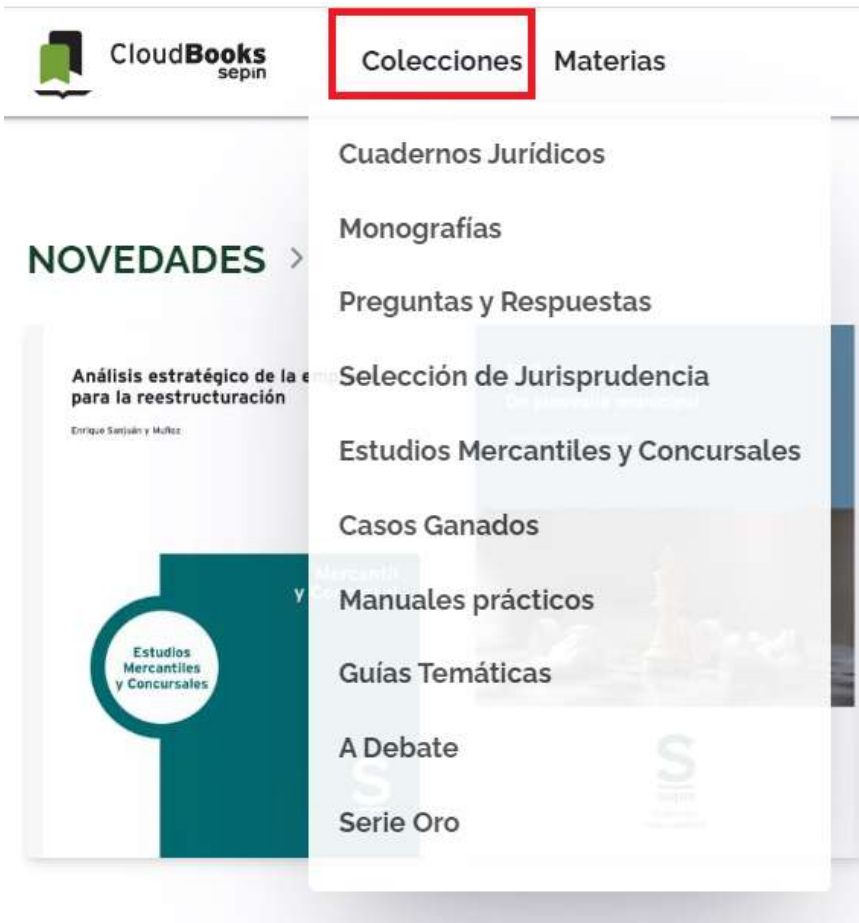 CloudBooks
sepin
Colecciones
Materias
Cuadernos Jurídicos
Monografías
NOVEDADES >
Preguntas y Respuestas
Análisis estratégico de la
para la reestructuración
Enrique Sanjuán y Muñoz
Selección de Jurisprudencia
Estudios Mercantiles y Concursales
Casos Ganados
Mercantil
y
Manuales prácticos
Estudios
Mercantiles
y Concursales
Guías Temáticas
A Debate
S
S
sepin
Serie Oro